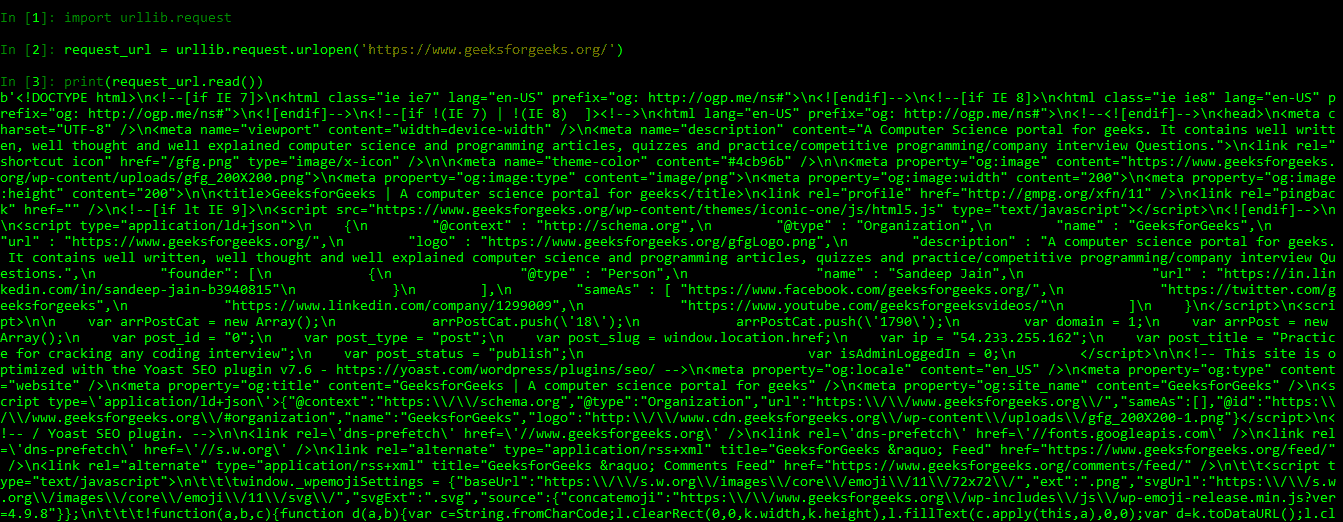 In [1]: import urllib.request
In [2]: request_url = urllib.request.urlopen('https://www.geeksforgeeks.org/')
In [3]: print(request_url.read())
b'<!DOCTYPE html>\n<!--[if IE 7]>\n<html class="ie ie7" lang="en-US" prefix="og: http://ogp.me/ns#">\n<![endif]-->\n<!--[if IE 8]>\n<html class="ie ie8" lang="en-US" p
refix="og: http://ogp.me/ns#">\n<![endif]-->\n<!--[if !(IE 7) | !(IE 8)  ]><!-->\n<html lang="en-US" prefix="og: http://ogp.me/ns#">\n<!--<![endif]-->\n<head>\n<meta c
harset="UTF-8" />\n<meta name="viewport" content="width=device-width" />\n<meta name="description" content="A Computer Science portal for geeks. It contains well writt
en, well thought and well explained computer science and programming articles, quizzes and practice/competitive programming/company interview Questions.">\n<link rel="
shortcut icon" href="/gfg.png" type="image/x-icon" />\n\n<meta name="theme-color" content="#4cb96b" />\n\n<meta property="og:image" content="https://www.geeksforgeeks.
org/wp-content/uploads/gfg_200X200.png">\n<meta property="og:image:type" content="image/png">\n<meta property="og:image:width" content="200">\n<meta property="og:image
:height" content="200">\n\n<title>GeeksforGeeks | A computer science portal for geeks</title>\n<link rel="profile" href="http://gmpg.org/xfn/11" />\n<link rel="pingbac
k" href="" />\n<!--[if lt IE 9]>\n<script src="https://www.geeksforgeeks.org/wp-content/themes/iconic-one/js/html5.js" type="text/javascript"></script>\n<![endif]-->\n
\n<script type="application/ld+json">\n    {\n        "@context" : "http://schema.org",\n        "@type" : "Organization",\n        "name" : "GeeksforGeeks",\n
"url" : "https://www.geeksforgeeks.org/",\n        "logo" : "https://www.geeksforgeeks.org/gfgLogo.png",\n        "description" : "A computer science portal for geeks.
 It contains well written, well thought and well explained computer science and programming articles, quizzes and practice/competitive programming/company interview Qu
estions.",\n        "founder": [\n            {\n                "@type" : "Person",\n                "name" : "Sandeep Jain",\n                "url" : "https://in.lin
kedin.com/in/sandeep-jain-b3940815"\n            }\n        ],\n        "sameAs" : [ "https://www.facebook.com/geeksforgeeks.org/",\n            "https://twitter.com/g
eeksforgeeks",\n            "https://www.linkedin.com/company/1299009",\n            "https://www.youtube.com/geeksforgeeksvideos/"\n        ]\n    }\n</script>\n<scri
pt>\n\n    var arrPostCat = new Array();\n            arrPostCat.push(\'18\');\n            arrPostCat.push(\'1790\');\n        var domain = 1;\n    var arrPost = new 
Array();\n    var post_id = "0";\n    var post_type = "post";\n    var post_slug = window.location.href;\n    var ip = "54.233.255.162";\n    var post_title = "Practic
e for cracking any coding interview";\n    var post_status = "publish";\n                    var isAdminLoggedIn = 0;\n        </script>\n\n<!-- This site is o
ptimized with the Yoast SEO plugin v7.6 - https://yoast.com/wordpress/plugins/seo/ -->\n<meta property="og:locale" content="en_US" />\n<meta property="og:type" content
="website" />\n<meta property="og:title" content="GeeksforGeeks | A computer science portal for geeks" />\n<meta property="og:site_name" content="GeeksforGeeks" />\n<s
cript type=\'application/ld+json\'>{"@context":"https:\\/\\/schema.org","@type":"Organization","url":"https:\\/\\/www.geeksforgeeks.org\\/","sameAs":[],"@id":"https:\\
/\\/www.geeksforgeeks.org\\/#organization","name":"GeeksforGeeks","logo":"http:\\/\\/www.cdn.geeksforgeeks.org\\/wp-content\\/uploads\\/gfg_200X200-1.png"}</script>\n<
!-- / Yoast SEO plugin. -->\n\n<link rel=\'dns-prefetch\' href=\'//www.geeksforgeeks.org\' />\n<link rel=\'dns-prefetch\' href=\'//fonts.googleapis.com\' />\n<link rel
=\'dns-prefetch\' href=\'//s.w.org\' />\n<link rel="alternate" type="application/rss+xml" title="GeeksforGeeks &raquo; Feed" href="https://www.geeksforgeeks.org/feed/"
 />\n<link rel="alternate" type="application/rss+xml" title="GeeksforGeeks &raquo; Comments Feed" href="https://www.geeksforgeeks.org/comments/feed/" />\n\t\t<script t
ype="text/javascript">\n\t\t\twindow._wpemojiSettings = {"baseUrl":"https:\\/\\/s.w.org\\/images\\/core\\/emoji\\/11\\/72x72\\/","ext":".png","svgUrl":"https:\\/\\/s.w
.org\\/images\\/core\\/emoji\\/11\\/svg\\/","svgExt":".svg","source":{"concatemoji":"https:\\/\\/www.geeksforgeeks.org\\/wp-includes\\/js\\/wp-emoji-release.min.js?ver
=4.9.8"}};\n\t\t\t!function(a,b,c){function d(a,b){var c=String.fromCharCode;l.clearRect(0,0,k.width,k.height),l.fillText(c.apply(this,a),0,0);var d=k.toDataURL();l.cl